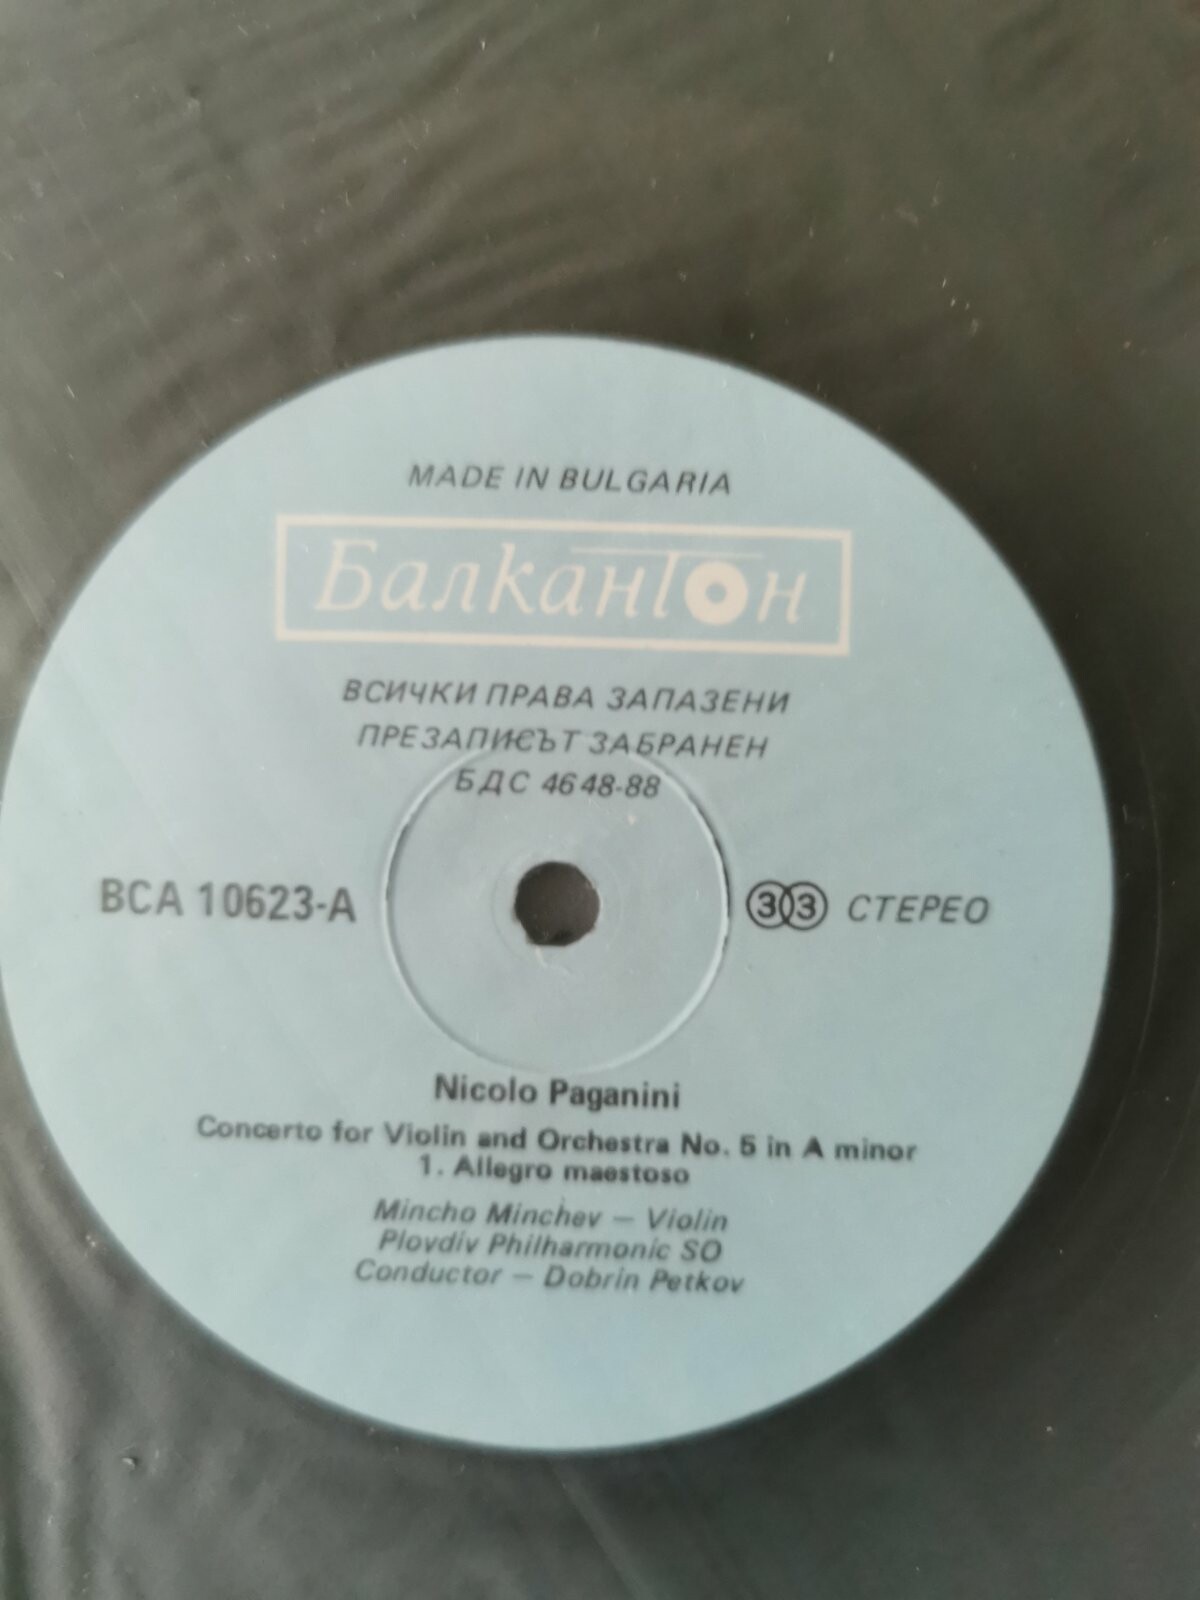 MADE IN BULGARIA
Балкантон
ВСИЧКИ ПРАВА ЗАПАЗЕНИ
ПРЕЗАПИСЪТ ЗАБРАНЕН
БДС 4648-88
ВСА 10623-А
33 СТЕРЕО
Nicolo Paganini
Concerto for Violin and Orchestra No. 5 in A minor
1. Allegro maestoso
Mincho Minchev — Violin
Plovdiv Philharmonic SO
Conductor — Dobrin Petkov